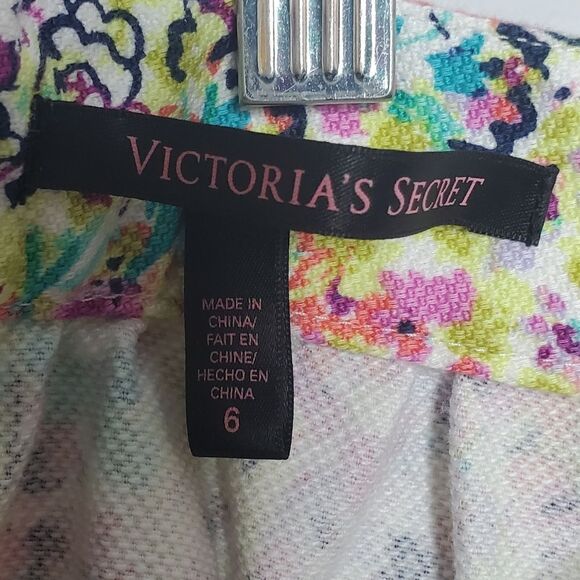 VICTORIA'S SECRET
MADE IN
CHINA/
FAIT EN
CHINE/
HECHO EN
CHINA
6